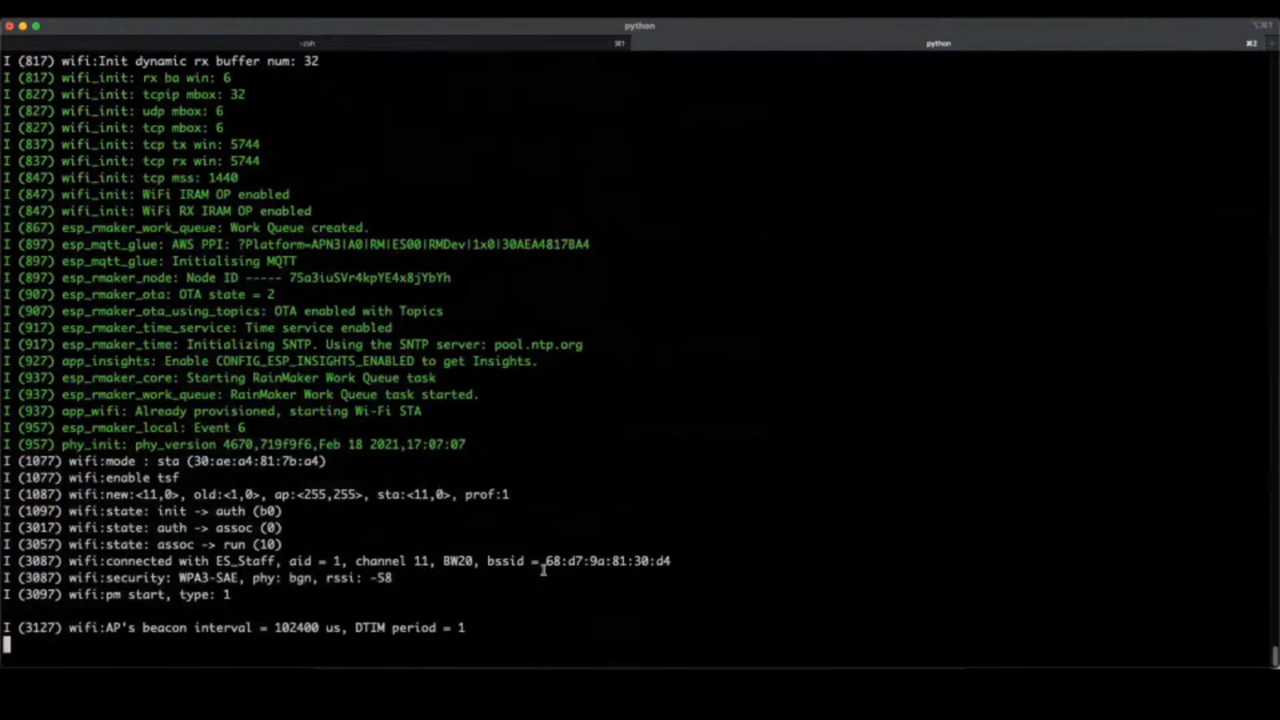 python
-zsh
⌘1
python
⌘2
I (817) wifi:Init dynamic rx buffer num: 32
I (817) wifi_init: rx ba win: 6
I (827) wifi_init: tcpip mbox: 32
I (827) wifi_init: udp mbox: 6
I (827) wifi_init: tcp mbox: 6
I (837) wifi_init: tcp tx win: 5744
I (837) wifi_init: tcp rx win: 5744
I (847) wifi_init: tcp mss: 1440
I (847) wifi_init: WiFi IRAM OP enabled
I (847) wifi_init: WiFi RX IRAM OP enabled
I (867) esp_rmaker_work_queue: Work Queue created.
I (897) esp_mqtt_glue: AWS PPI: ?Platform=APN3|A0|RM|ES00|RMDev|1x0|30AEA4817BA4
I (897) esp_mqtt_glue: Initialising MQTT
I (897) esp_rmaker_node: Node ID ----- 75a3iuSVr4kpYE4x8jYbYh
I (907) esp_rmaker_ota: OTA state = 2
I (907) esp_rmaker_ota_using_topics: OTA enabled with Topics
I (917) esp_rmaker_time_service: Time service enabled
I (917) esp_rmaker_time: Initializing SNTP. Using the SNTP server: pool.ntp.org
I (927) app_insights: Enable CONFIG_ESP_INSIGHTS_ENABLED to get Insights.
I (937) esp_rmaker_core: Starting RainMaker Work Queue task
I (937) esp_rmaker_work_queue: RainMaker Work Queue task started.
I (937) app_wifi: Already provisioned, starting Wi-Fi STA
I (957) esp_rmaker_local: Event 6
I (957) phy_init: phy_version 4670,719f9f6,Feb 18 2021,17:07:07
I (1077) wifi:mode : sta (30:ae:a4:81:7b:a4)
I (1077) wifi:enable tsf
I (1087) wifi:new:<11,0>, old:<1,0>, ap:<255,255>, sta:<11,0>, prof:1
I (1097) wifi:state: init -> auth (b0)
I (3017) wifi:state: auth -> assoc (0)
I (3057) wifi:state: assoc -> run (10)
I (3087) wifi:connected with ES_Staff, aid = 1, channel 11, BW20, bssid = 68:d7:9a:81:30:d4
I (3087) wifi:security: WPA3-SAE, phy: bgn, rssi: -58
I (3097) wifi:pm start, type: 1
I (3127) wifi:AP's beacon interval = 102400 us, DTIM period = 1